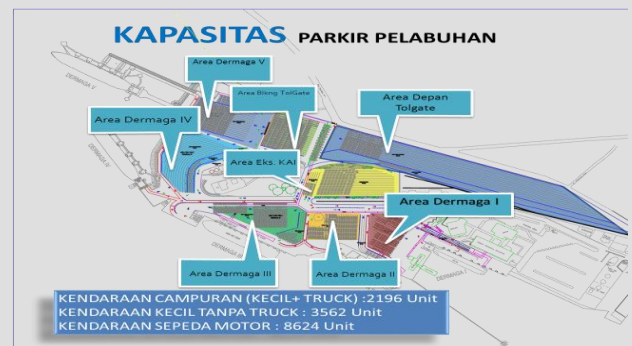 KAPASITAS PARKIR PELABUHAN
Area Dermaga V
Area Bling TolGate
Area Depan
Tolgate
Area Dermaga IV
Area Eks. KAI
Area Dermaga I
Area Dermaga III
Area Dermaga II
DERMAGA V
KENDARAAN CAMPURAN (KECIL+ TRUCK) :2196 Unit
KENDARAAN KECIL TANPA TRUCK : 3562 Unit
KENDARAAN SEPEDA MOTOR : 8624 Unit